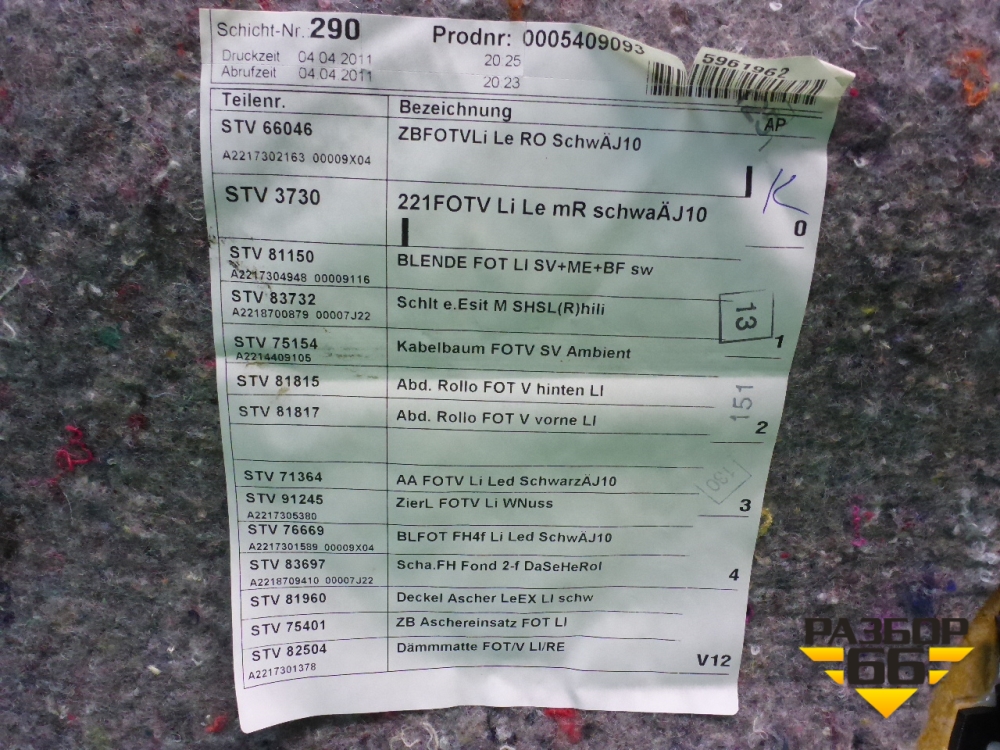 Schicht-Nr. 290 Prodnr: 0005409093
Druckzeit 04 04 2011 20 25
Abrufzeit 04 04 2011 20 23
5961962
Teilenr. Bezeichnung AP
STV 66046 ZBFOTVLi Le RO SchwÄJ10
A2217302163 00009X04
K
STV 3730 221FOTV Li Le mR schwaÄJ10
0
STV 81150 BLENDE FOT LI SV+ME+BF sw
A2217304948 00009116
STV 83732 Schlt e.Esit M SHSL(R)hili
A2218700879 00007J22
13
1
STV 75154 Kabelbaum FOTV SV Ambient
A2214409105
STV 81815 Abd. Rollo FOT V hinten LI
151
STV 81817 Abd. Rollo FOT V vorne LI
2
STV 71364 AA FOTV Li Led SchwarzÄJ10
STV 91245 ZierL FOTV Li WNuss
A2217305380
3
STV 76669 BLFOT FH4f Li Led SchwÄJ10
A2217301589 00009X04
STV 83697 Scha.FH Fond 2-f DaSeHeRol
A2218709410 00007J22
4
STV 81960 Deckel Ascher LeEX LI schw
STV 75401 ZB Aschereinsatz FOT LI
STV 82504 Dämmmatte FOT/V LI/RE
A2217301378
V12
РАЗБОР
66